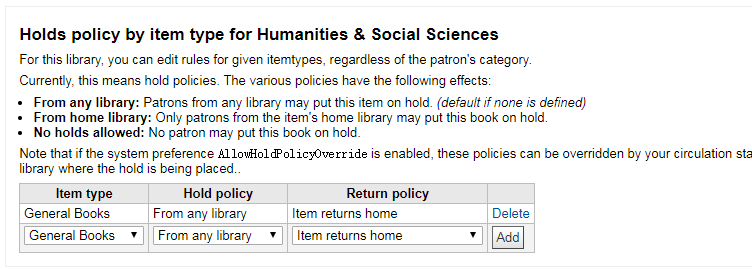 Holds policy by item type for Humanities & Social Sciences
For this library, you can edit rules for given itemtypes, regardless of the patron's category.
Currently, this means hold policies. The various policies have the following effects:
• From any library: Patrons from any library may put this item on hold. (default if none is defined)
• From home library: Only patrons from the item's home library may put this book on hold.
• No holds allowed: No patron may put this book on hold.
Note that if the system preference AllowHoldPolicyOverride is enabled, these policies can be overridden by your circulation sta
library where the hold is being placed..
Item type Hold policy Return policy
General Books From any library Item returns home Delete
General Books From any library Item returns home Add